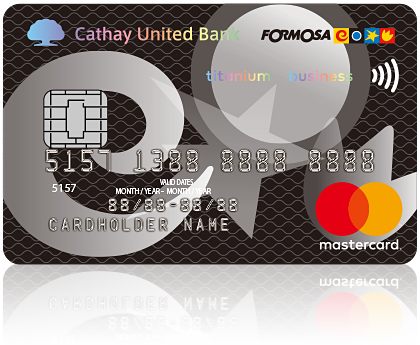 Cathay United Bank FORMOSA
titanium business
5157 1388 8888 8888
5157
VALID DATES
MONTH / YEAR - MONTH / YEAR
88/88-88/88
CARDHOLDER NAME
mastercard